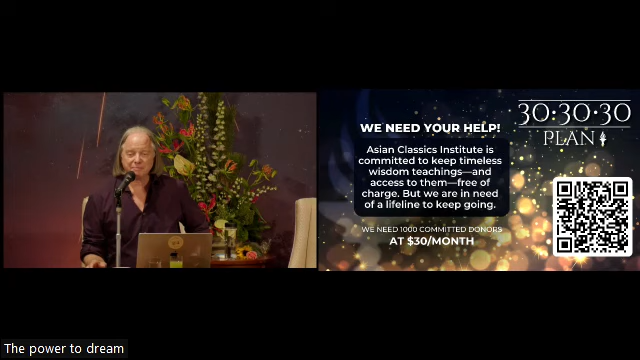 30:30:30
PLAN
WE NEED YOUR HELP!
Asian Classics Institute is
committed to keep timeless
wisdom teachings—and
access to them—free of
charge. But we are in need
of a lifeline to keep going.
WE NEED 1000 COMMITTED DONORS
AT $30/MONTH
The power to dream